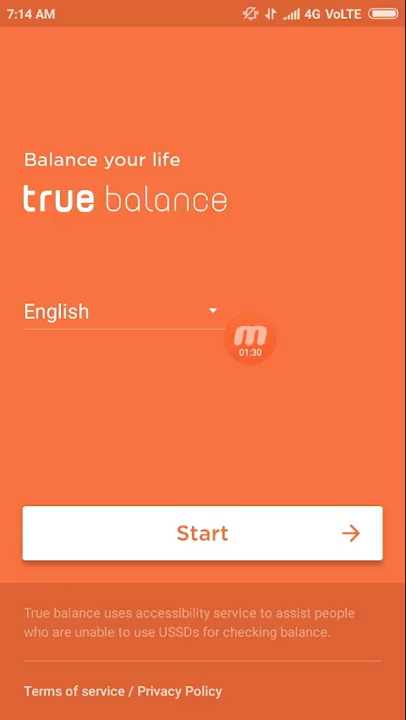 7:14 AM 4G VoLTE
Balance your life
true balance
English
m
01:30
Start
True balance uses accessibility service to assist people
who are unable to use USSDs for checking balance.
Terms of service / Privacy Policy